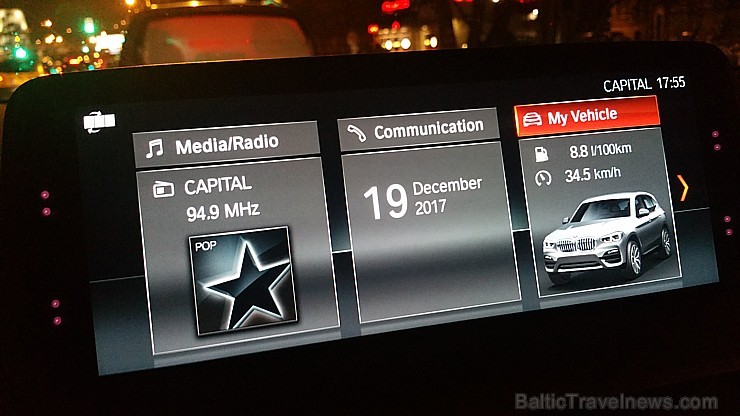 CAPITAL 17:55
Media/Radio
CAPITAL
94.9 MHz
POP
Communication
19 December
2017
My Vehicle
8.8 l/100km
34.5 km/h
BalticTravelnews.com